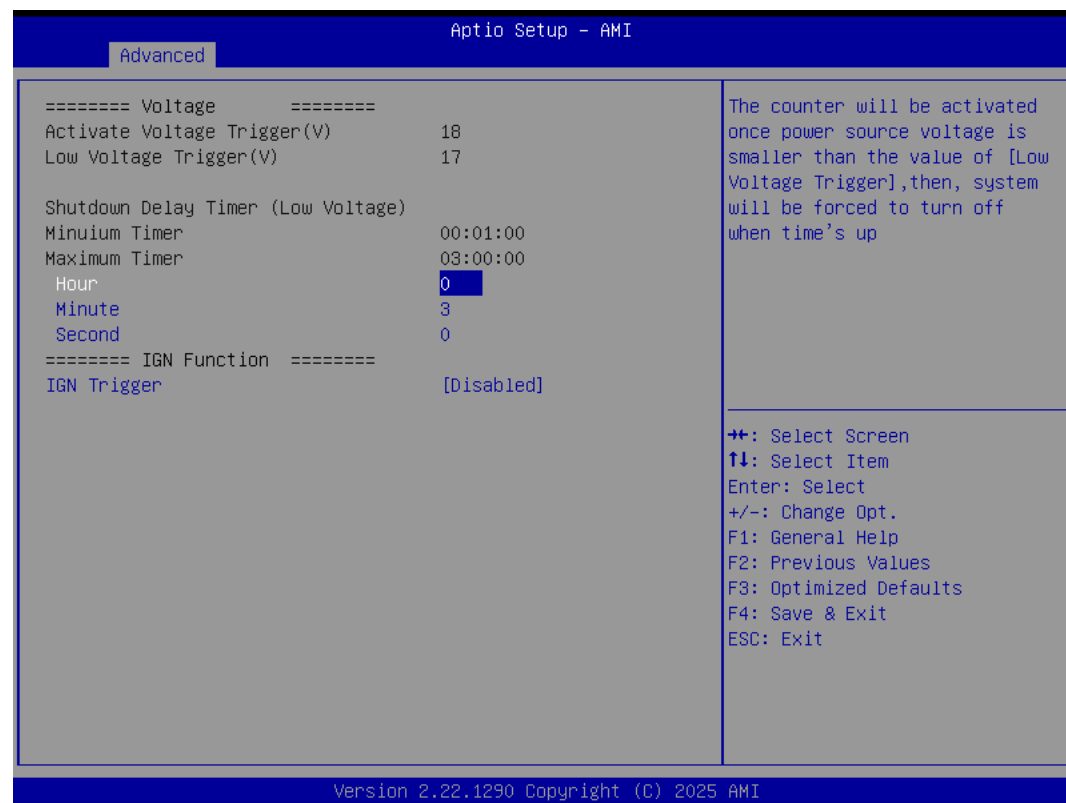 Aptio Setup – AMI
Advanced
======== Voltage ========
Activate Voltage Trigger(V) 18
Low Voltage Trigger(V) 17
Shutdown Delay Timer (Low Voltage)
Minuium Timer 00:01:00
Maximum Timer 03:00:00
Hour 0
Minute 3
Second 0
======== IGN Function ========
IGN Trigger [Disabled]
The counter will be activated
once power source voltage is
smaller than the value of [Low
Voltage Trigger],then, system
will be forced to turn off
when time's up
→←: Select Screen
↑↓: Select Item
Enter: Select
+/-: Change Opt.
F1: General Help
F2: Previous Values
F3: Optimized Defaults
F4: Save & Exit
ESC: Exit
Version 2.22.1290 Copyright (C) 2025 AMI